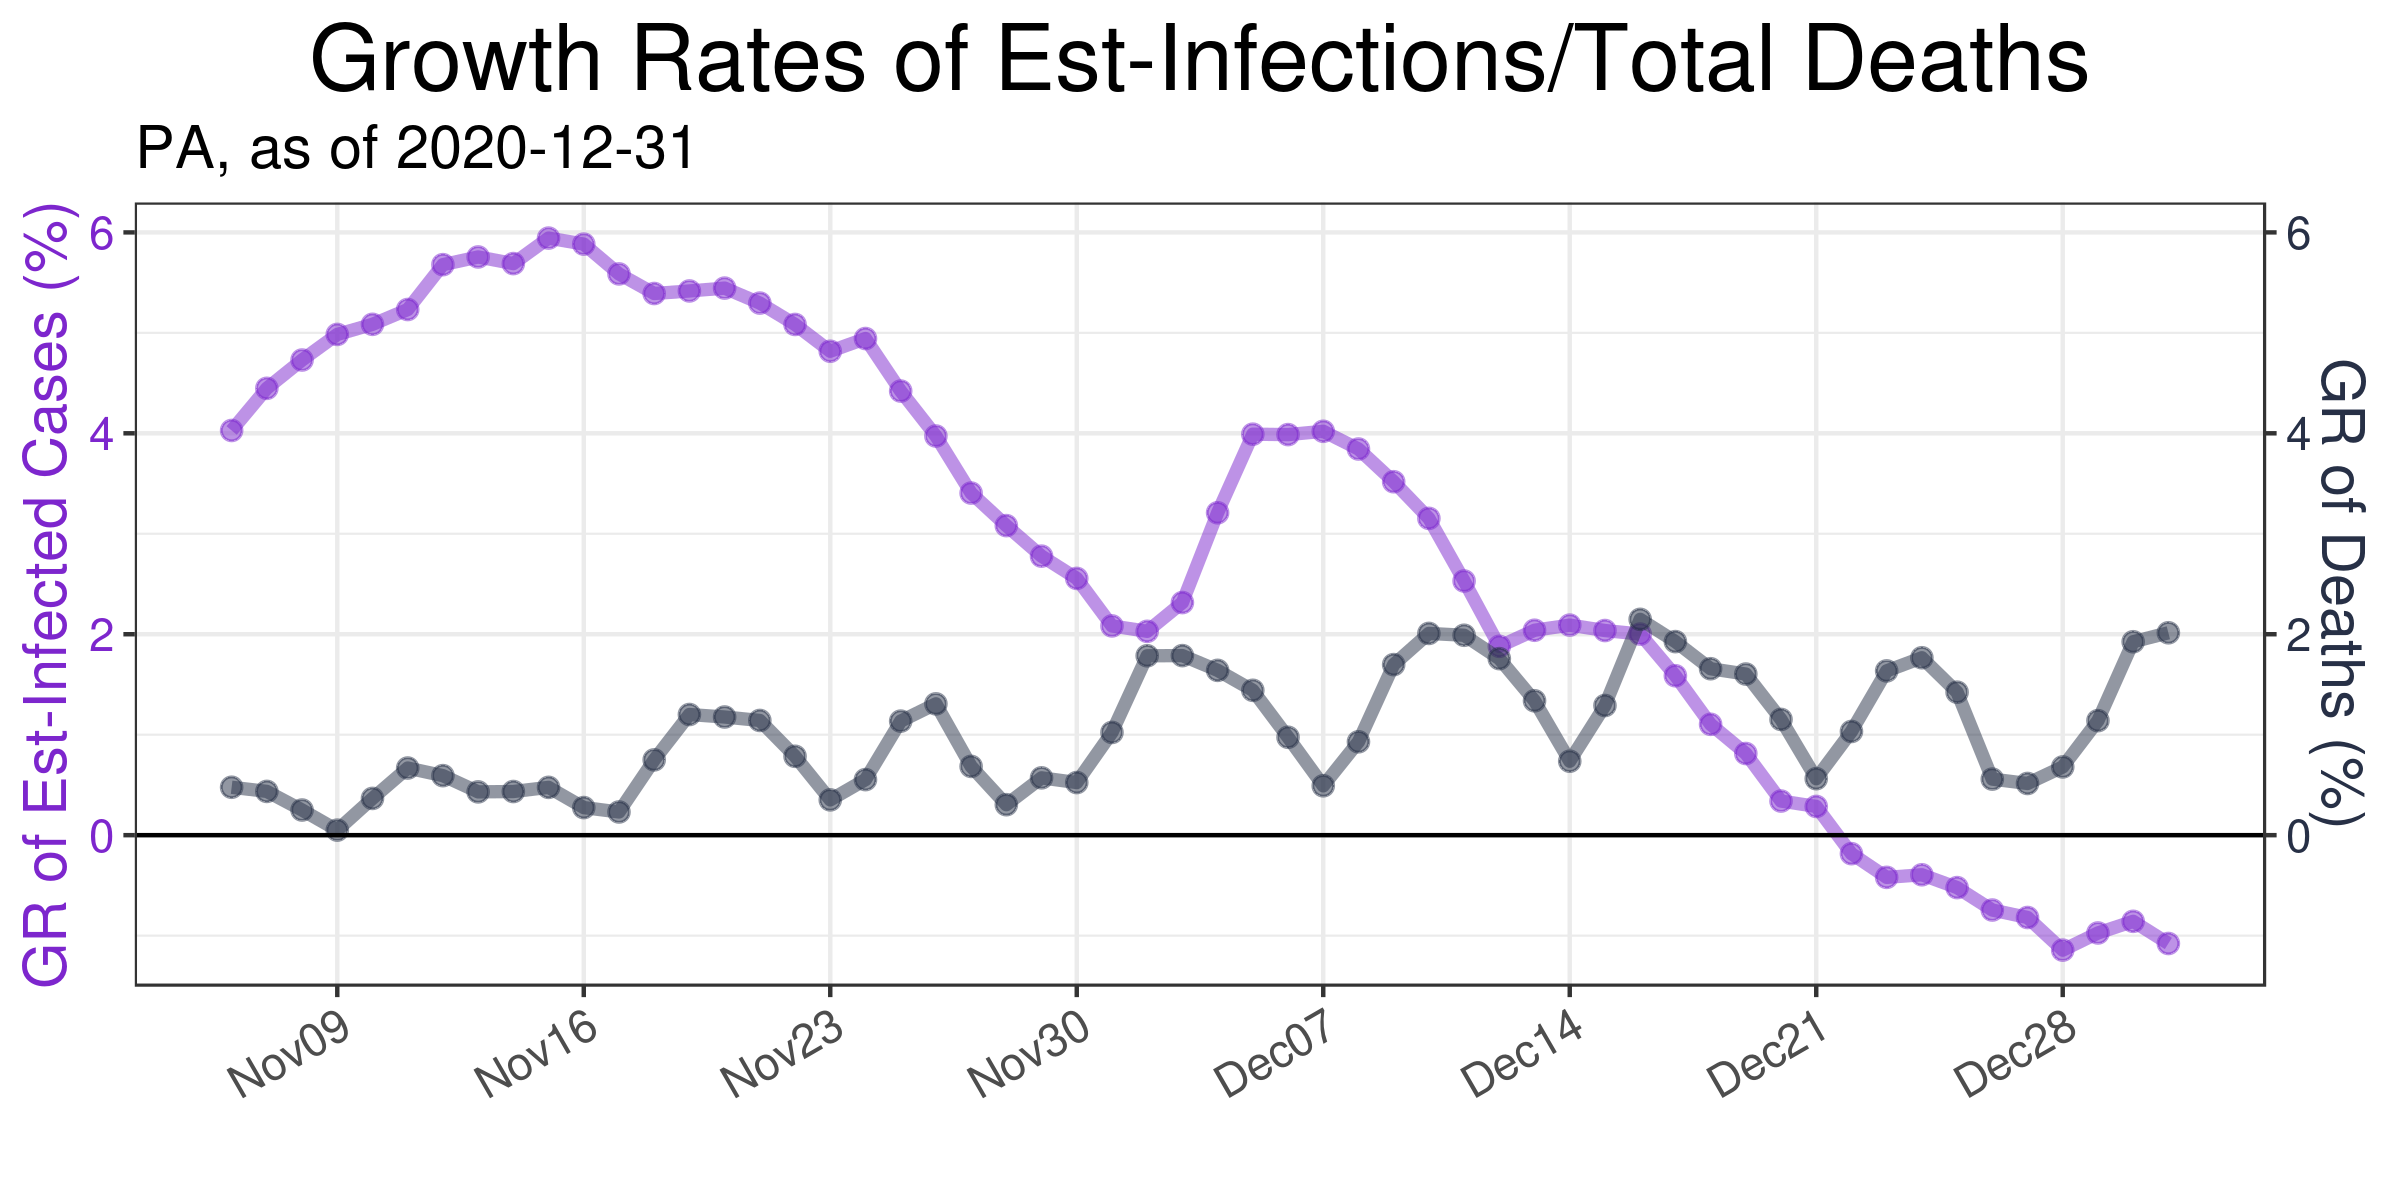 Growth Rates of Est-Infections/Total Deaths
PA, as of 2020-12-31
GR of Est-Infected Cases (%)
6
4
2
0
6
4
2
0
GR of Deaths (%)
Nov09
Nov16
Nov23
Nov30
Dec07
Dec14
Dec21
Dec28